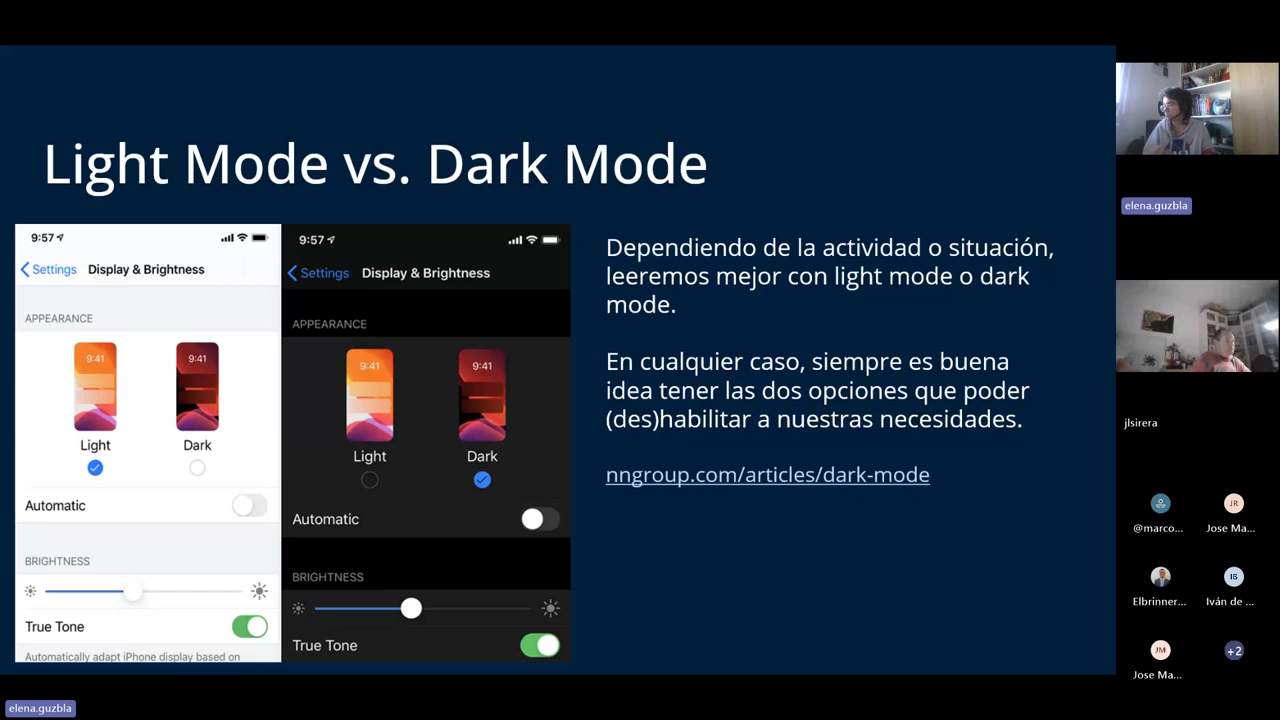 Light Mode vs. Dark Mode
9:57
Settings Display & Brightness
APPEARANCE
9:41 9:41
Light Dark
Automatic
BRIGHTNESS
True Tone
Automatically adapt iPhone display based on
9:57
Settings Display & Brightness
APPEARANCE
9:41 9:41
Light Dark
Automatic
BRIGHTNESS
True Tone
Dependiendo de la actividad o situación,
leeremos mejor con light mode o dark
mode.
En cualquier caso, siempre es buena
idea tener las dos opciones que poder
(des)habilitar a nuestras necesidades.
nngroup.com/articles/dark-mode
elena.guzbla
jlsirera
JR
@marco... Jose Ma...
IB
Elbrinner... Iván de ...
JM +2
Jose Ma...
elena.guzbla